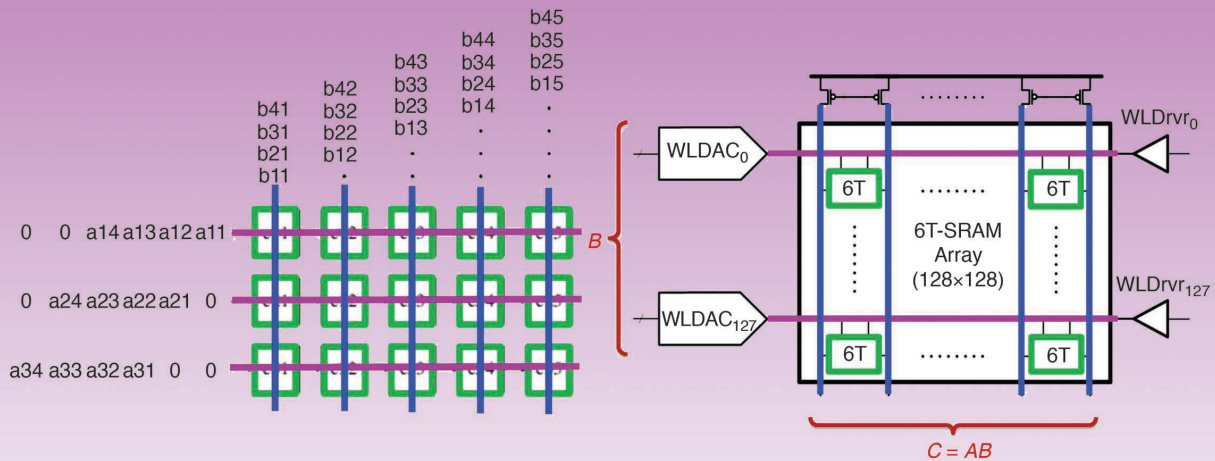 b45
b44 b35
b43 b34 b25
b42 b33 b24 b15
b41 b32 b23 b14 .
b31 b22 b13 . .
b21 b12 . . .
b11 . . . .
0 0 a14 a13 a12 a11
0 a24 a23 a22 a21 0
a34 a33 a32 a31 0 0
B
WLDAC0
WLDrvr0
6T ........ 6T
6T-SRAM
Array
(128×128)
WLDAC127
WLDrvr127
6T ........ 6T
C = AB